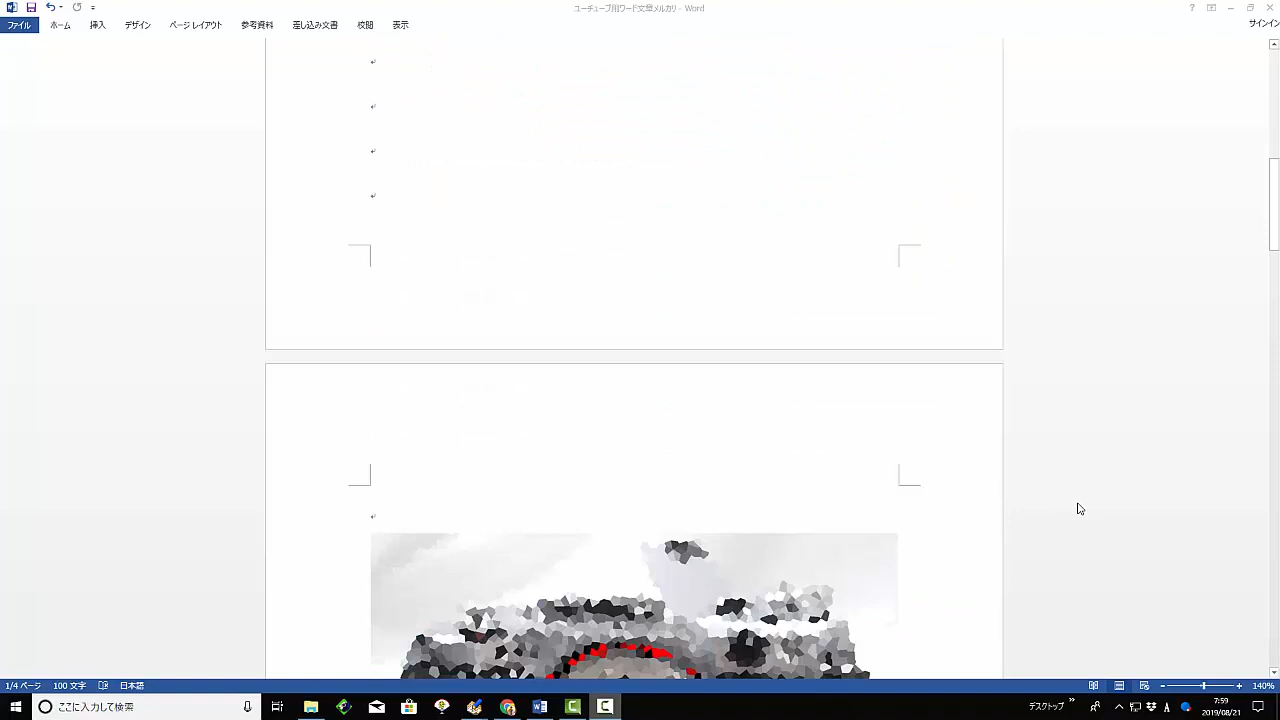 ユーチューブ用ワード文章メルカリ - Word
ファイル ホーム 挿入 デザイン ページ レイアウト 参考資料 差し込み文書 校閲 表示
サインイン
1/4 ページ 100 文字 日本語
140%
ここに入力して検索
デスクトップ
A
7:59
2019/08/21